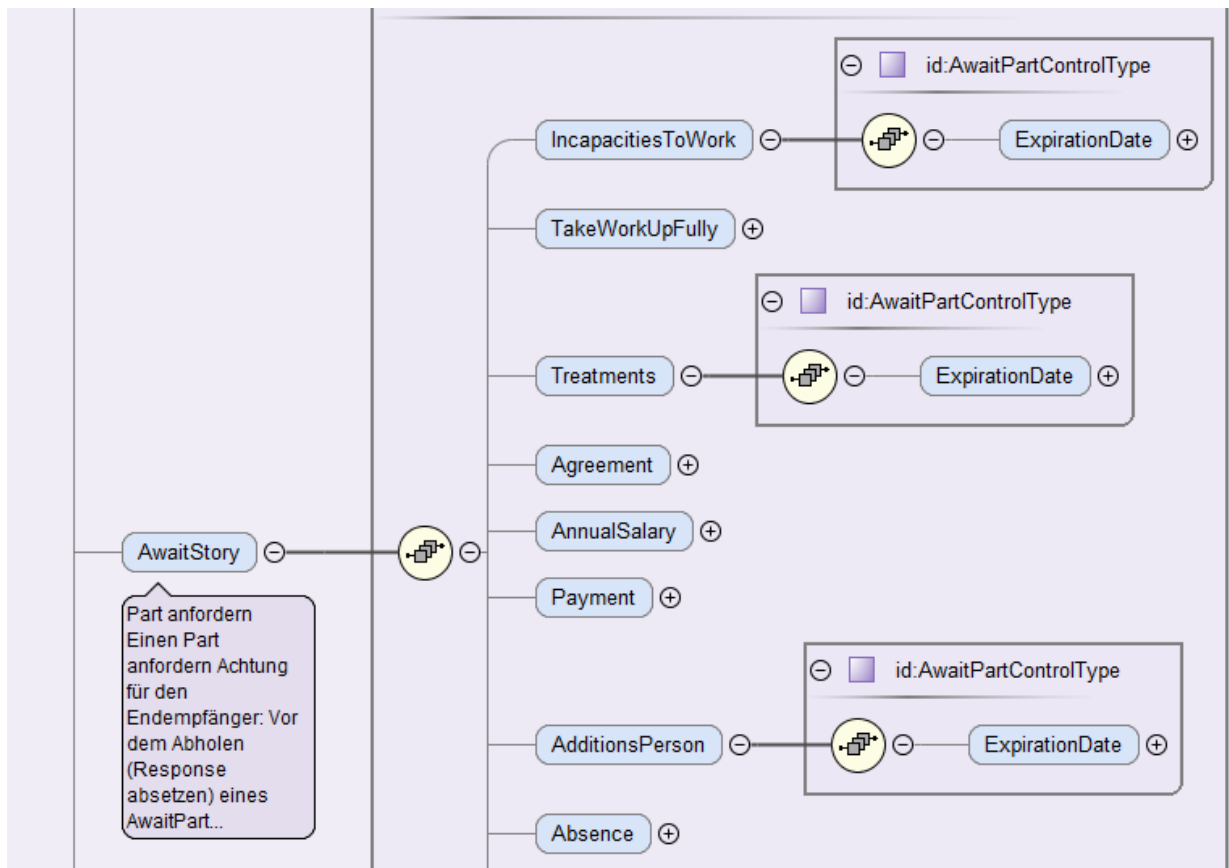 id:AwaitPartControlType
IncapacitiesToWork
ExpirationDate
TakeWorkUpFully
id:AwaitPartControlType
Treatments
ExpirationDate
Agreement
AnnualSalary
AwaitStory
Part anfordern
Einen Part
anfordern Achtung
für den
Endempfänger: Vor
dem Abholen
(Response
absetzen) eines
AwaitPart...
Payment
id:AwaitPartControlType
AdditionsPerson
ExpirationDate
Absence